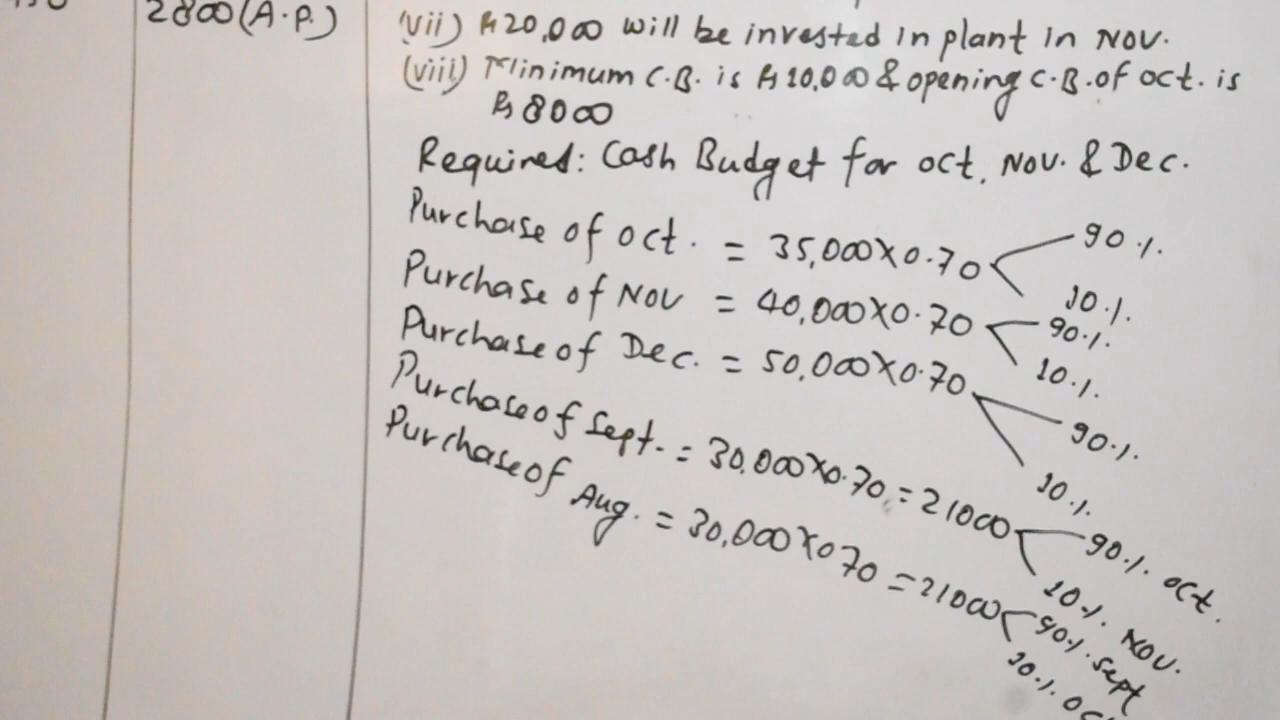 2800 (A.P.)
(vii) ₨ 20,000 will be invested in plant in Nov.
(viii) Minimum C.B. is ₨ 10,000 & opening C.B. of oct. is
₨ 8000
Required: Cash Budget for oct, Nov. & Dec.
Purchase of oct. = 35,000 X 0.70
90 %.
10 %.
Purchase of Nov = 40,000 X 0.70
90 %.
10 %.
Purchase of Dec. = 50,000 X 0.70
90 %.
10 %.
Purchase of Sept. = 30,000 X 0.70 = 21000
90 %. oct.
10 %. Nov.
Purchase of Aug. = 30,000 X 0 70 = 21000
90 %. Sept
10 %.